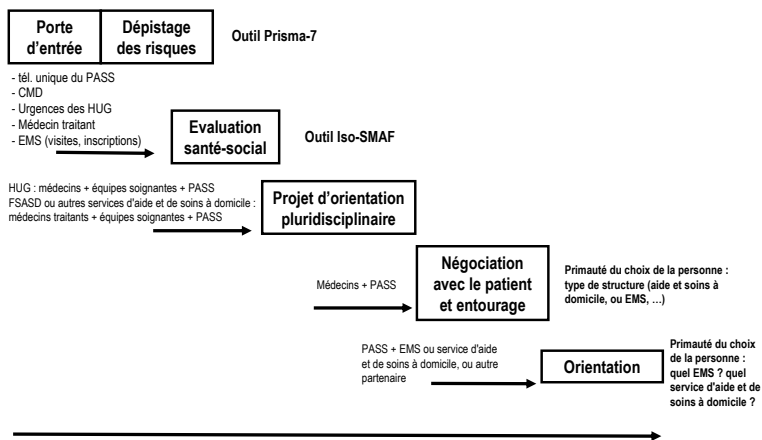 Porte
d'entrée
Dépistage
des risques
Outil Prisma-7
- tél. unique du PASS
- CMD
- Urgences des HUG
- Médecin traitant
- EMS (visites, inscriptions)
Evaluation
santé-social
Outil Iso-SMAF
HUG : médecins + équipes soignantes + PASS
FSASD ou autres services d'aide et de soins à domicile :
médecins traitants + équipes soignantes + PASS
Projet d'orientation
pluridisciplinaire
Médecins + PASS
Négociation
avec le patient
et entourage
Primauté du choix de la personne :
type de structure (aide et soins à
domicile, ou EMS, ...)
PASS + EMS ou service d'aide
et de soins à domicile, ou autre
partenaire
Orientation
Primauté du choix
de la personne :
quel EMS ? quel
service d'aide et de
soins à domicile ?